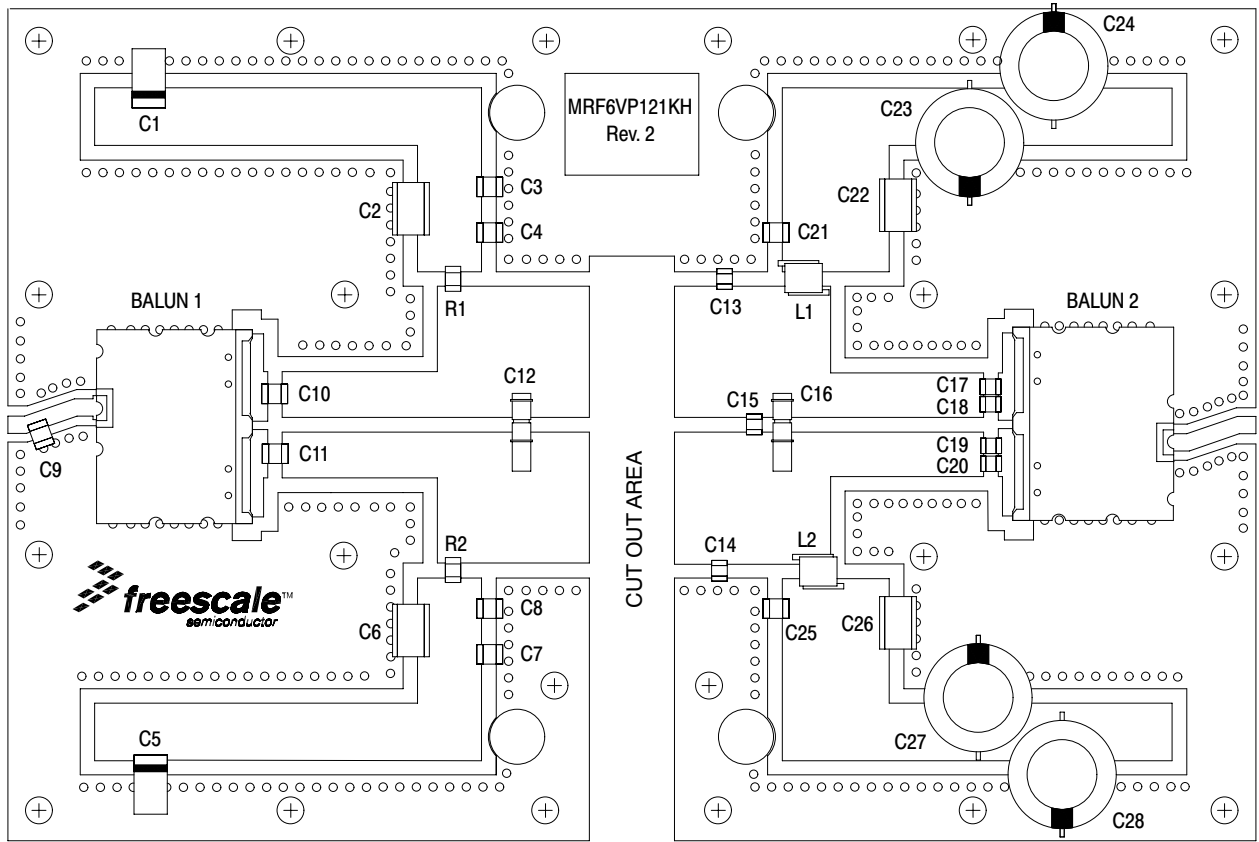 C24
C1
MRF6VP121KH
Rev. 2
C23
C3
C2
C4
C22
C21
R1
C13
L1
BALUN 1
BALUN 2
C10
C12
C15
C16
C17
C18
C9
C11
C19
C20
CUT OUT AREA
R2
C14
L2
freescale™
semiconductor
C6
C8
C7
C25
C26
C5
C27
C28